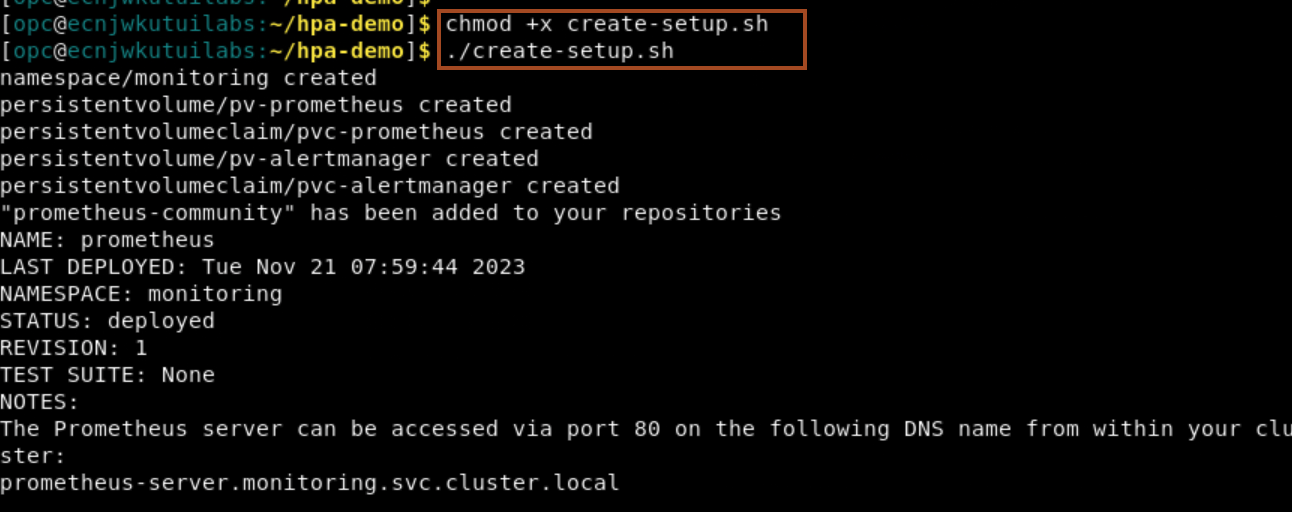 [opc@ecnjwkutuilabs:~/hpa-demo]$
[opc@ecnjwkutuilabs:~/hpa-demo]$ chmod +x create-setup.sh
[opc@ecnjwkutuilabs:~/hpa-demo]$ ./create-setup.sh
namespace/monitoring created
persistentvolume/pv-prometheus created
persistentvolumeclaim/pvc-prometheus created
persistentvolume/pv-alertmanager created
persistentvolumeclaim/pvc-alertmanager created
"prometheus-community" has been added to your repositories
NAME: prometheus
LAST DEPLOYED: Tue Nov 21 07:59:44 2023
NAMESPACE: monitoring
STATUS: deployed
REVISION: 1
TEST SUITE: None
NOTES:
The Prometheus server can be accessed via port 80 on the following DNS name from within your clu
ster:
prometheus-server.monitoring.svc.cluster.local